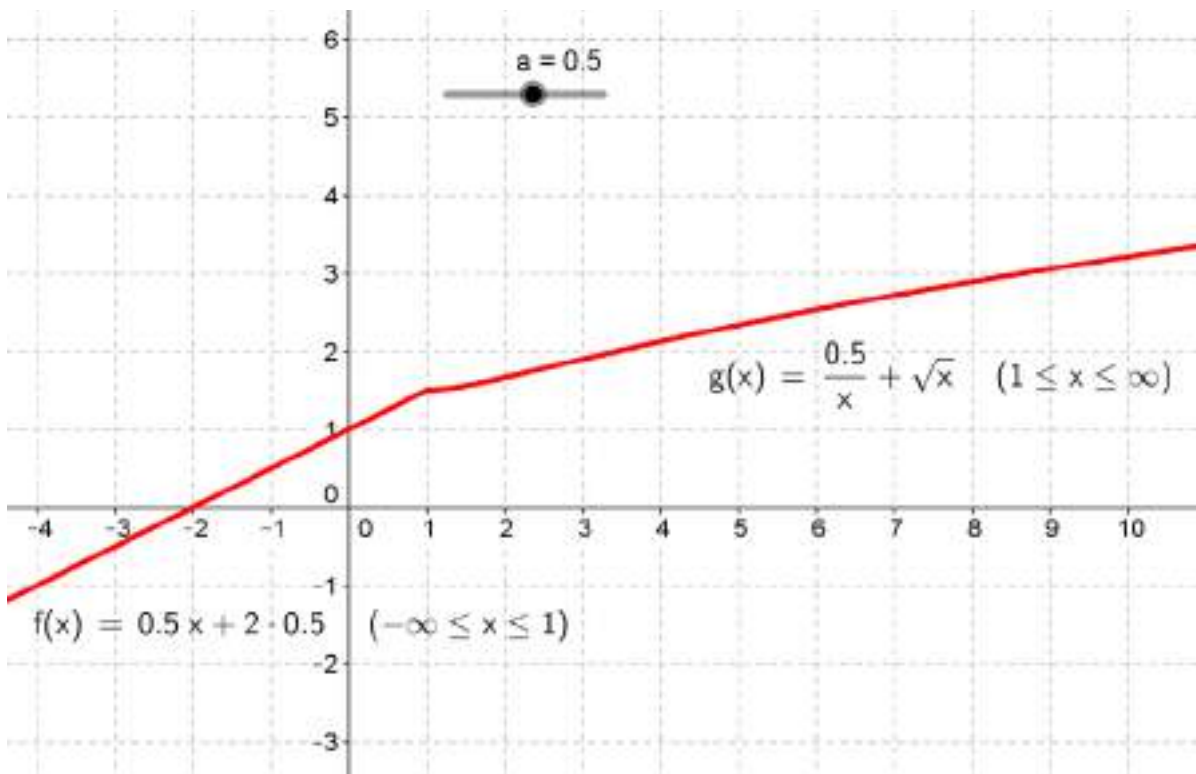 6
a = 0.5
5
4
3
2
g(x) = 0.5/x + √x (1 ≤ x ≤ ∞)
1
0
-4 -3 -2 -1 0 1 2 3 4 5 6 7 8 9 10
-1
f(x) = 0.5 x + 2 · 0.5 (-∞ ≤ x ≤ 1)
-2
-3